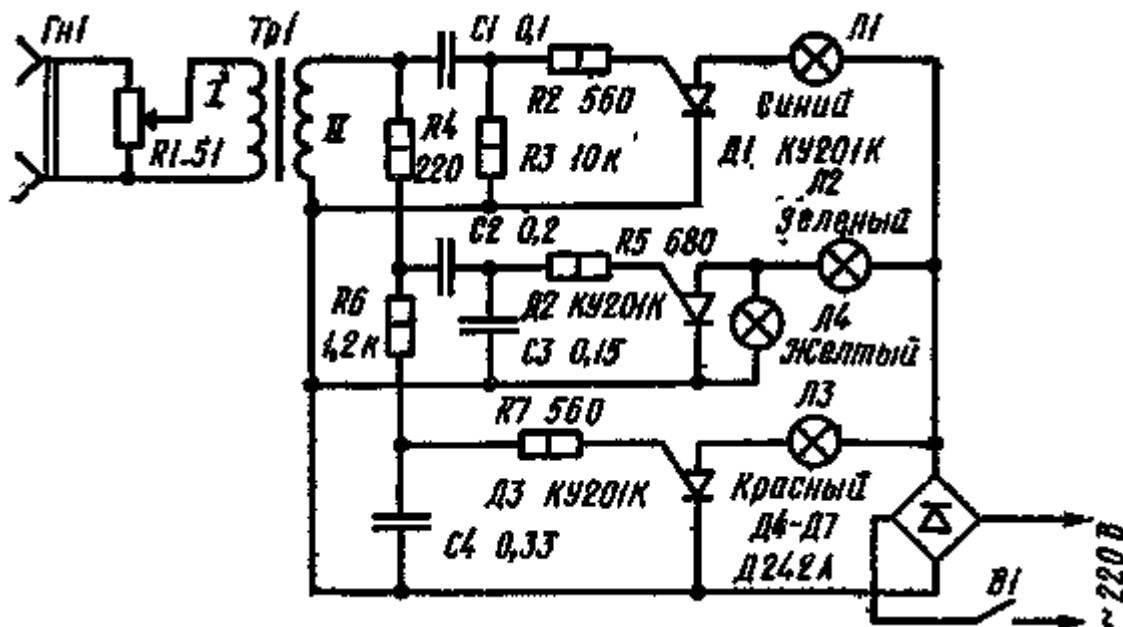 Гн1
Тр1
C1 0,1
Л1
I
R1 51
II
R4
220
R2 560
R3 10к
Синий
Д1 КУ201К
Л2
Зеленый
C2 0,2
R5 680
R6
1,2к
Д2 КУ201К
C3 0,15
Л4
Желтый
R7 560
Л3
Д3 КУ201К
Красный
Д4-Д7
Д242А
C4 0,33
В1
~220 В